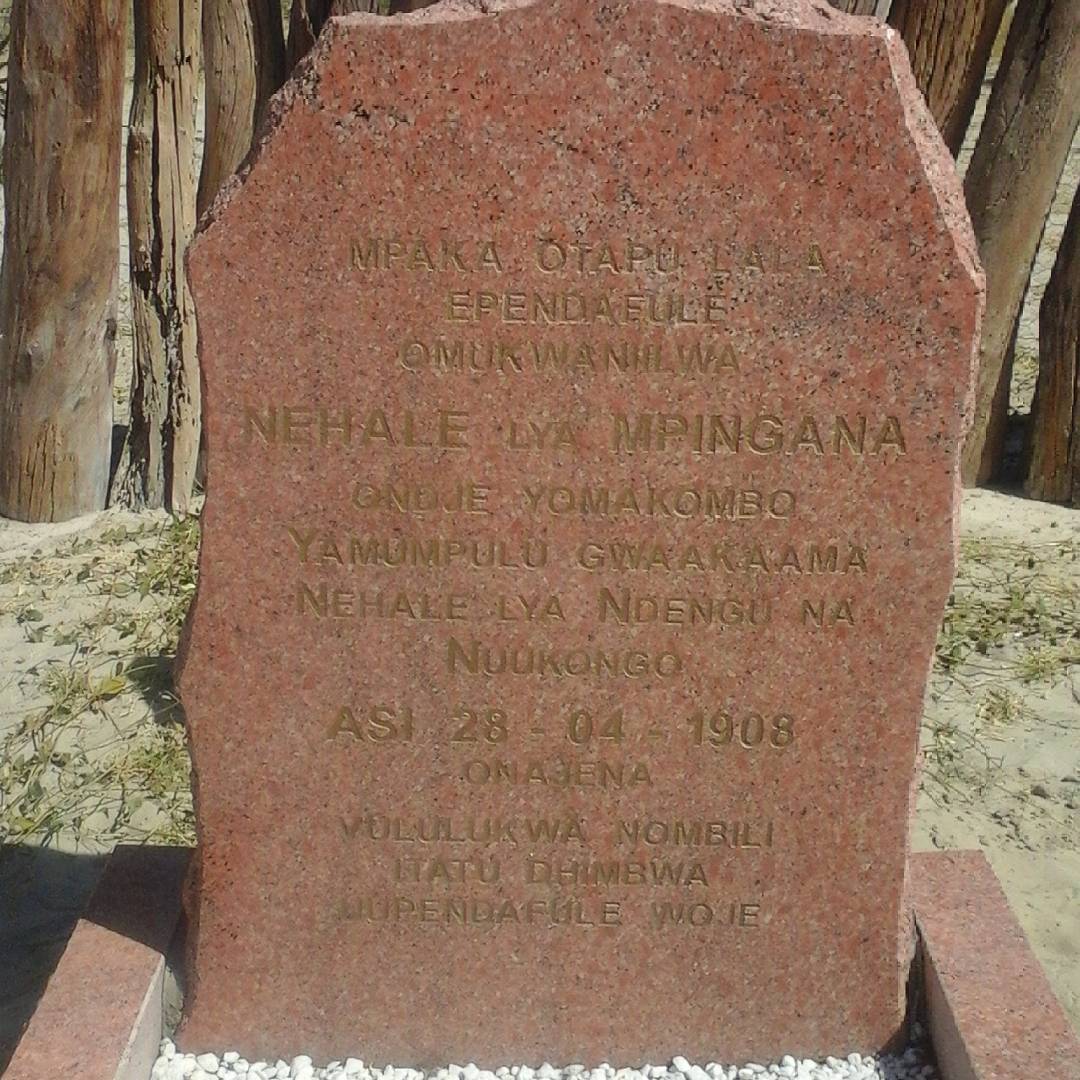 MPAKA OTAPU LALA
EPENDAFULE
OMUKWANIILWA
NEHALE LYA MPINGANA
ONDJE YOMAKOMBO
YAMUMPULU GWAAKAAMA
NEHALE LYA NDENGU NA
NUUKONGO
ASI 28 - 04 - 1908
ONAJENA
VULULUKWA NOMBILI
ITATU DHIMBWA
UUPENDAFULE WOJE